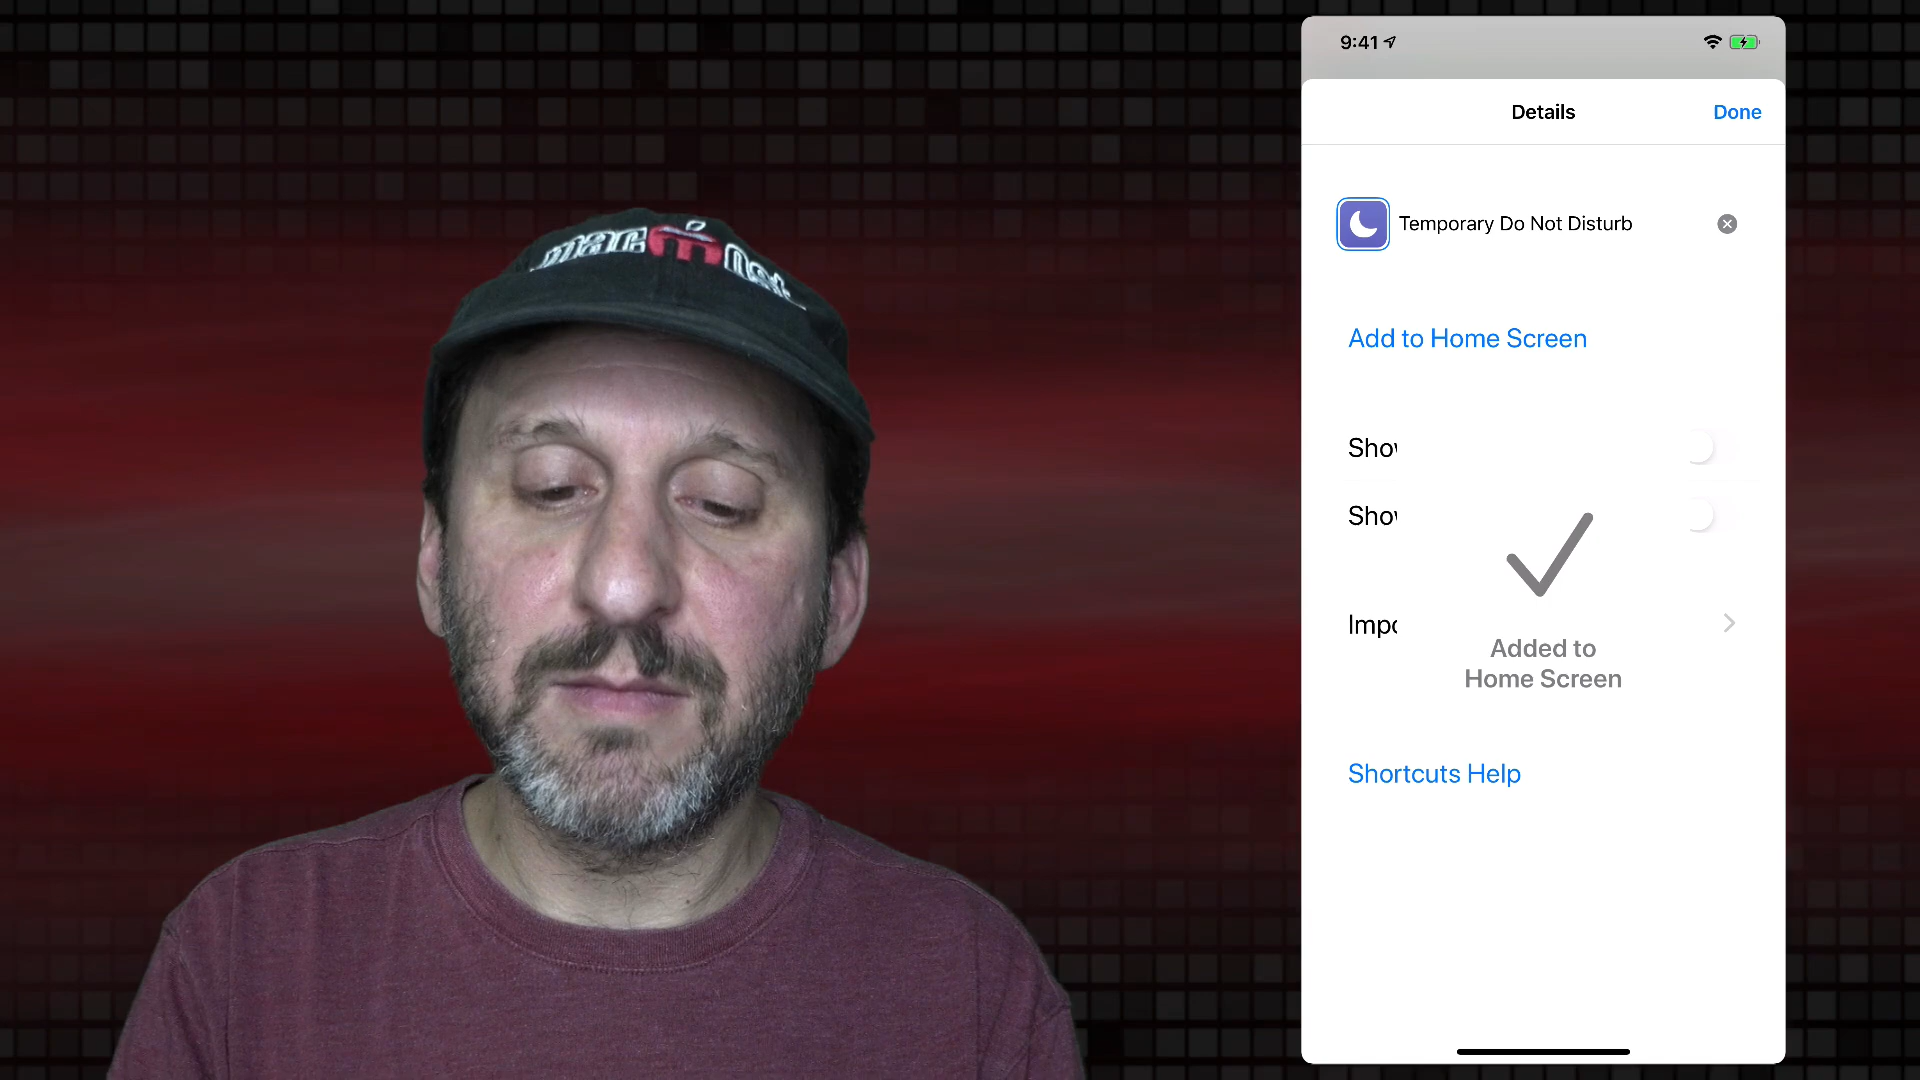 9:41
Details
Done
Temporary Do Not Disturb
Add to Home Screen
Sho
Sho
Imp
Added to
Home Screen
Shortcuts Help
macmost